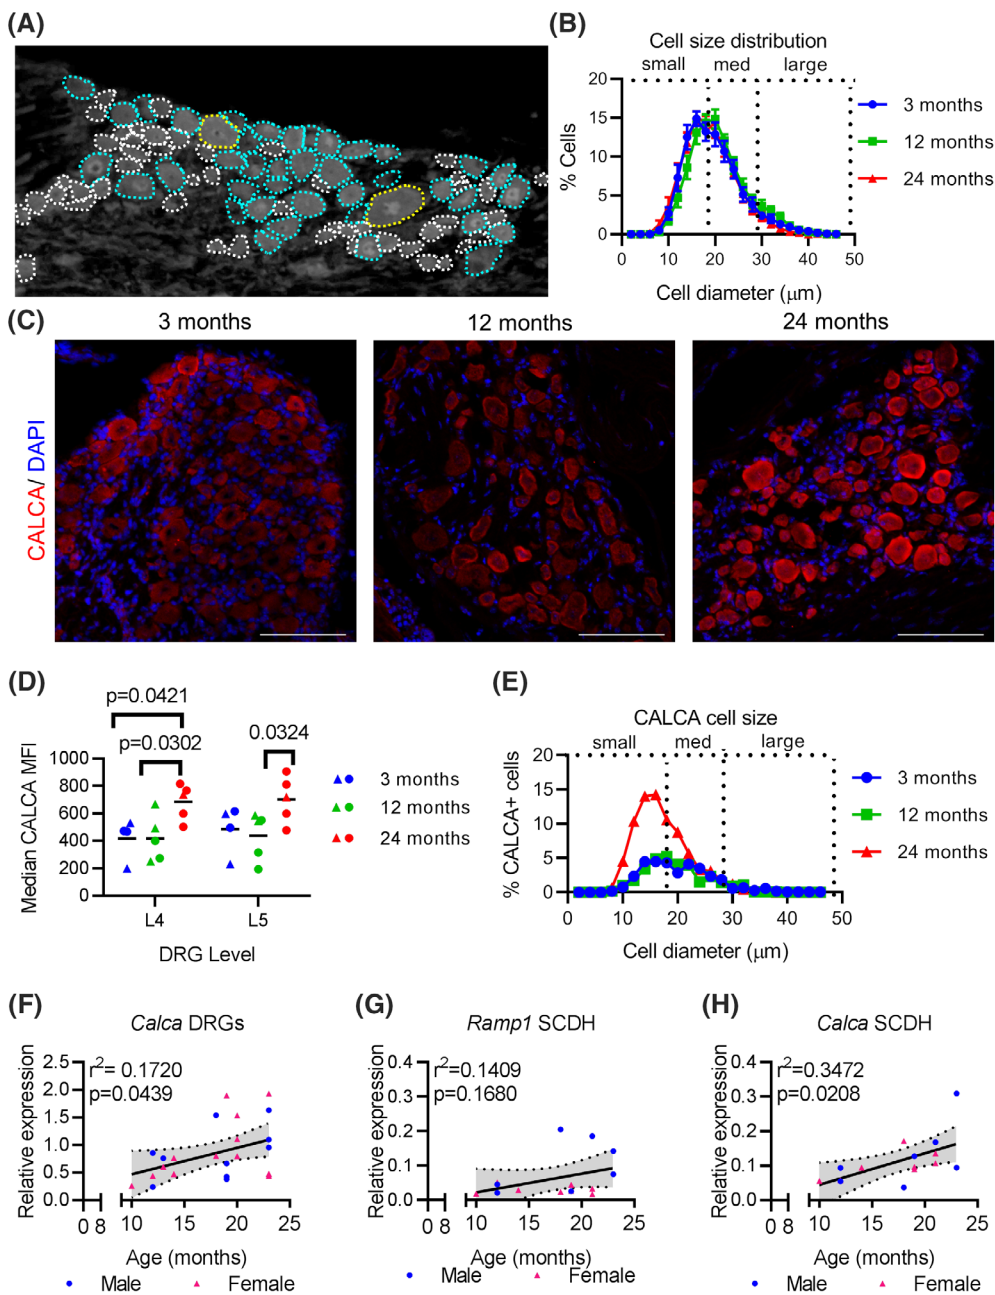 (A)
(B)
Cell size distribution
small med large
% Cells
20
15
10
5
0
0 10 20 30 40 50
Cell diameter (μm)
3 months
12 months
24 months
(C)
3 months
12 months
24 months
CALCA/ DAPI
(D)
p=0.0421
p=0.0302
0.0324
Median CALCA MFI
1000
800
600
400
200
0
L4 L5
DRG Level
3 months
12 months
24 months
(E)
CALCA cell size
small med large
% CALCA+ cells
20
15
10
5
0
0 10 20 30 40 50
Cell diameter (μm)
3 months
12 months
24 months
(F)
Calca DRGs
r2= 0.1720
p=0.0439
Relative expression
2.5
2.0
1.5
1.0
0.5
0.0
0 8 10 15 20 25
Age (months)
Male Female
(G)
Ramp1 SCDH
r2=0.1409
p=0.1680
Relative expression
0.4
0.3
0.2
0.1
0.0
0 8 10 15 20 25
Age (months)
Male Female
(H)
Calca SCDH
r2=0.3472
p=0.0208
Relative expression
0.4
0.3
0.2
0.1
0.0
0 8 10 15 20 25
Age (months)
Male Female